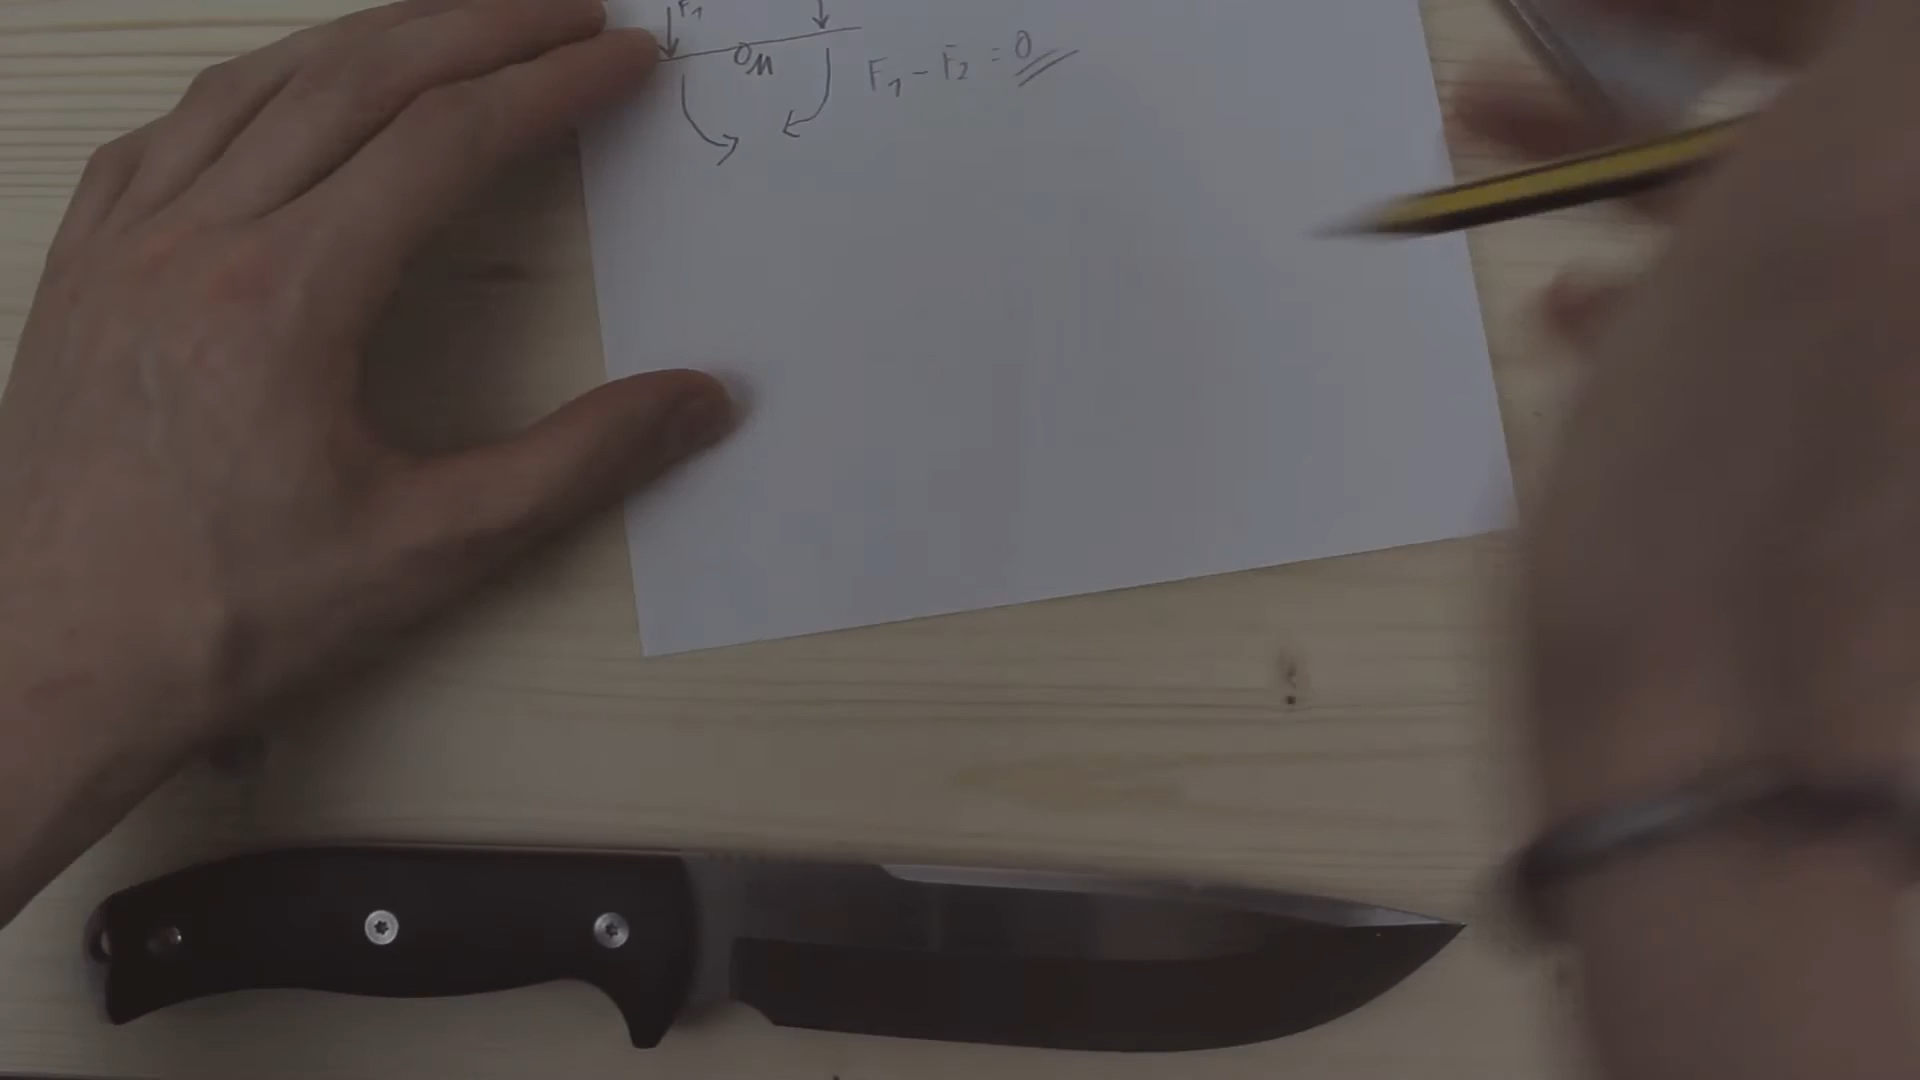 F₁
M
F₁ - F₂ = 0